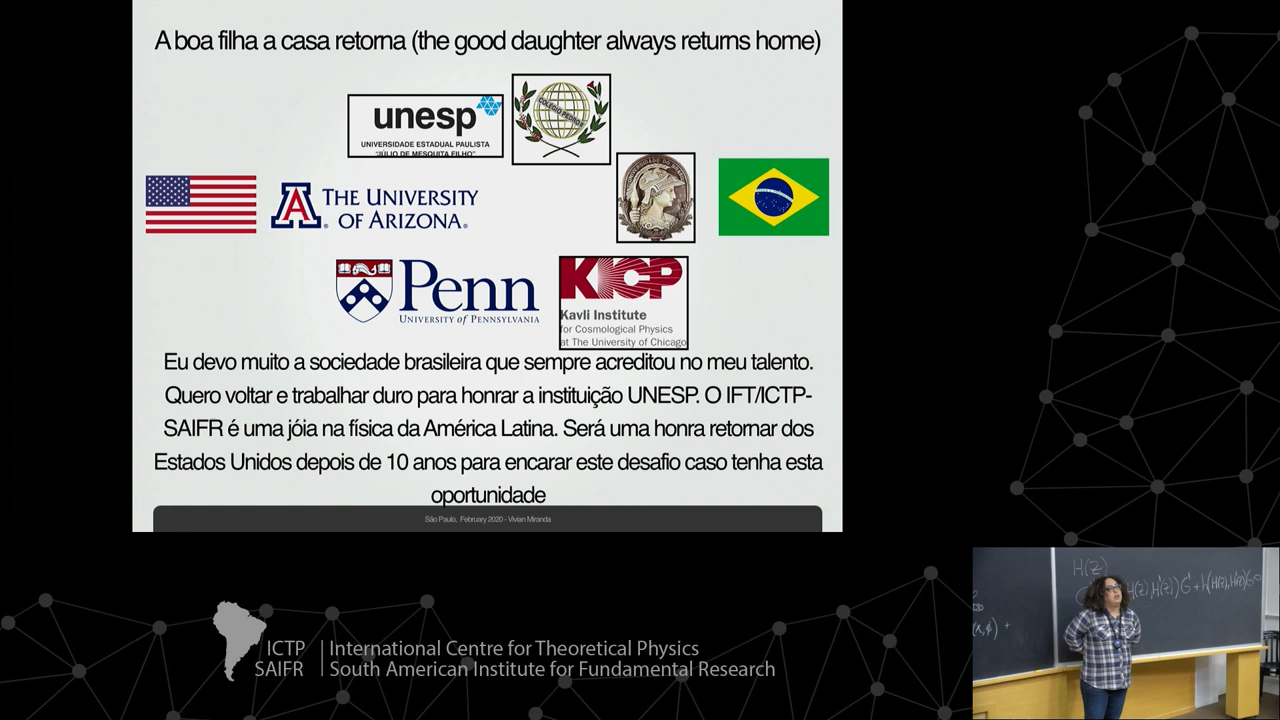 A boa filha a casa retorna (the good daughter always returns home)
unesp
UNIVERSIDADE ESTADUAL PAULISTA
"JÚLIO DE MESQUITA FILHO"
COLEGIO PEDRO II
A
THE UNIVERSITY
OF ARIZONA.
Penn
UNIVERSITY of PENNSYLVANIA
KICP
Kavli Institute
for Cosmological Physics
at The University of Chicago
Eu devo muito a sociedade brasileira que sempre acreditou no meu talento.
Quero voltar e trabalhar duro para honrar a instituição UNESP. O IFT/ICTP-
SAIFR é uma jóia na física da América Latina. Será uma honra retornar dos
Estados Unidos depois de 10 anos para encarar este desafio caso tenha esta
oportunidade
São Paulo, February 2020 - Vivian Miranda
H(z)
ICTP
SAIFR
International Centre for Theoretical Physics
South American Institute for Fundamental Research